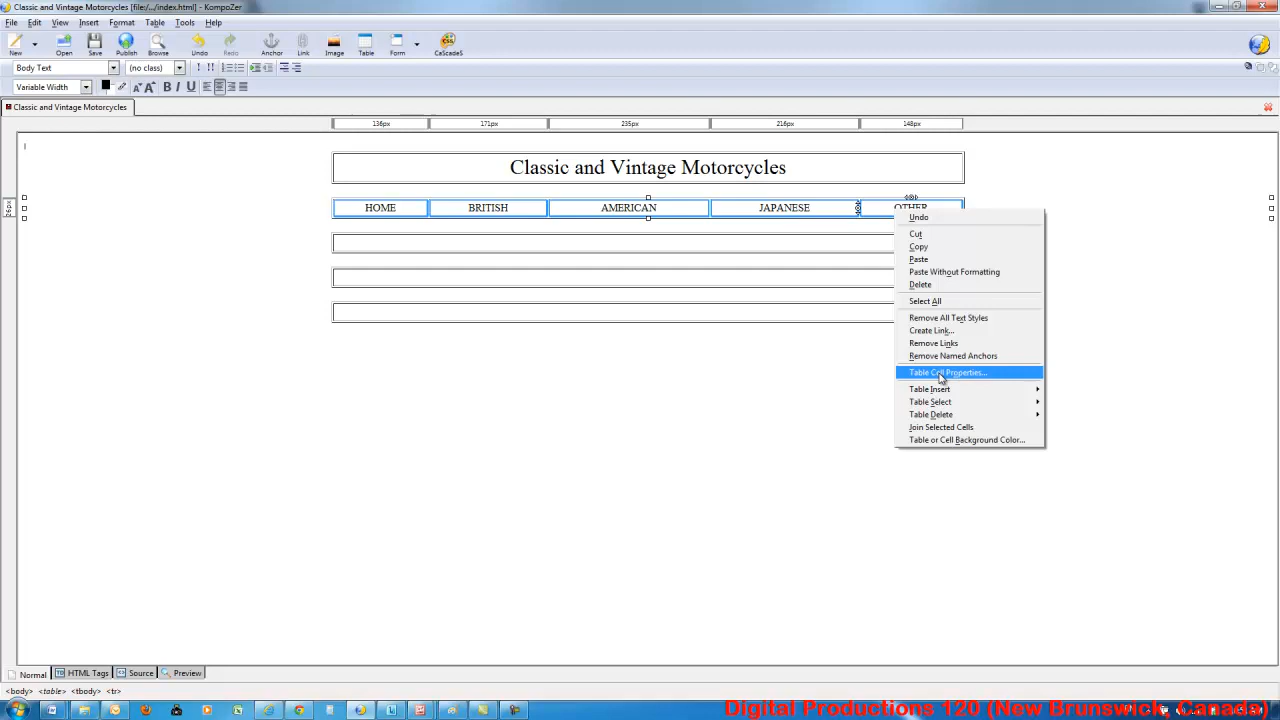 Classic and Vintage Motorcycles [file:/.../index.html] - KompoZer
File Edit View Insert Format Table Tools Help
New Open Save Publish Browse Undo Redo Anchor Link Image Table Form CaScadeS
Body Text (no class)
Variable Width
Classic and Vintage Motorcycles
136px 171px 235px 216px 148px
Classic and Vintage Motorcycles
26px
HOME BRITISH AMERICAN JAPANESE OTHER
Undo
Cut
Copy
Paste
Paste Without Formatting
Delete
Select All
Remove All Text Styles
Create Link...
Remove Links
Remove Named Anchors
Table Cell Properties...
Table Insert
Table Select
Table Delete
Join Selected Cells
Table or Cell Background Color...
Normal HTML Tags Source Preview
<body> <table> <tbody> <tr>
Digital Productions 120 (New Brunswick, Canada)